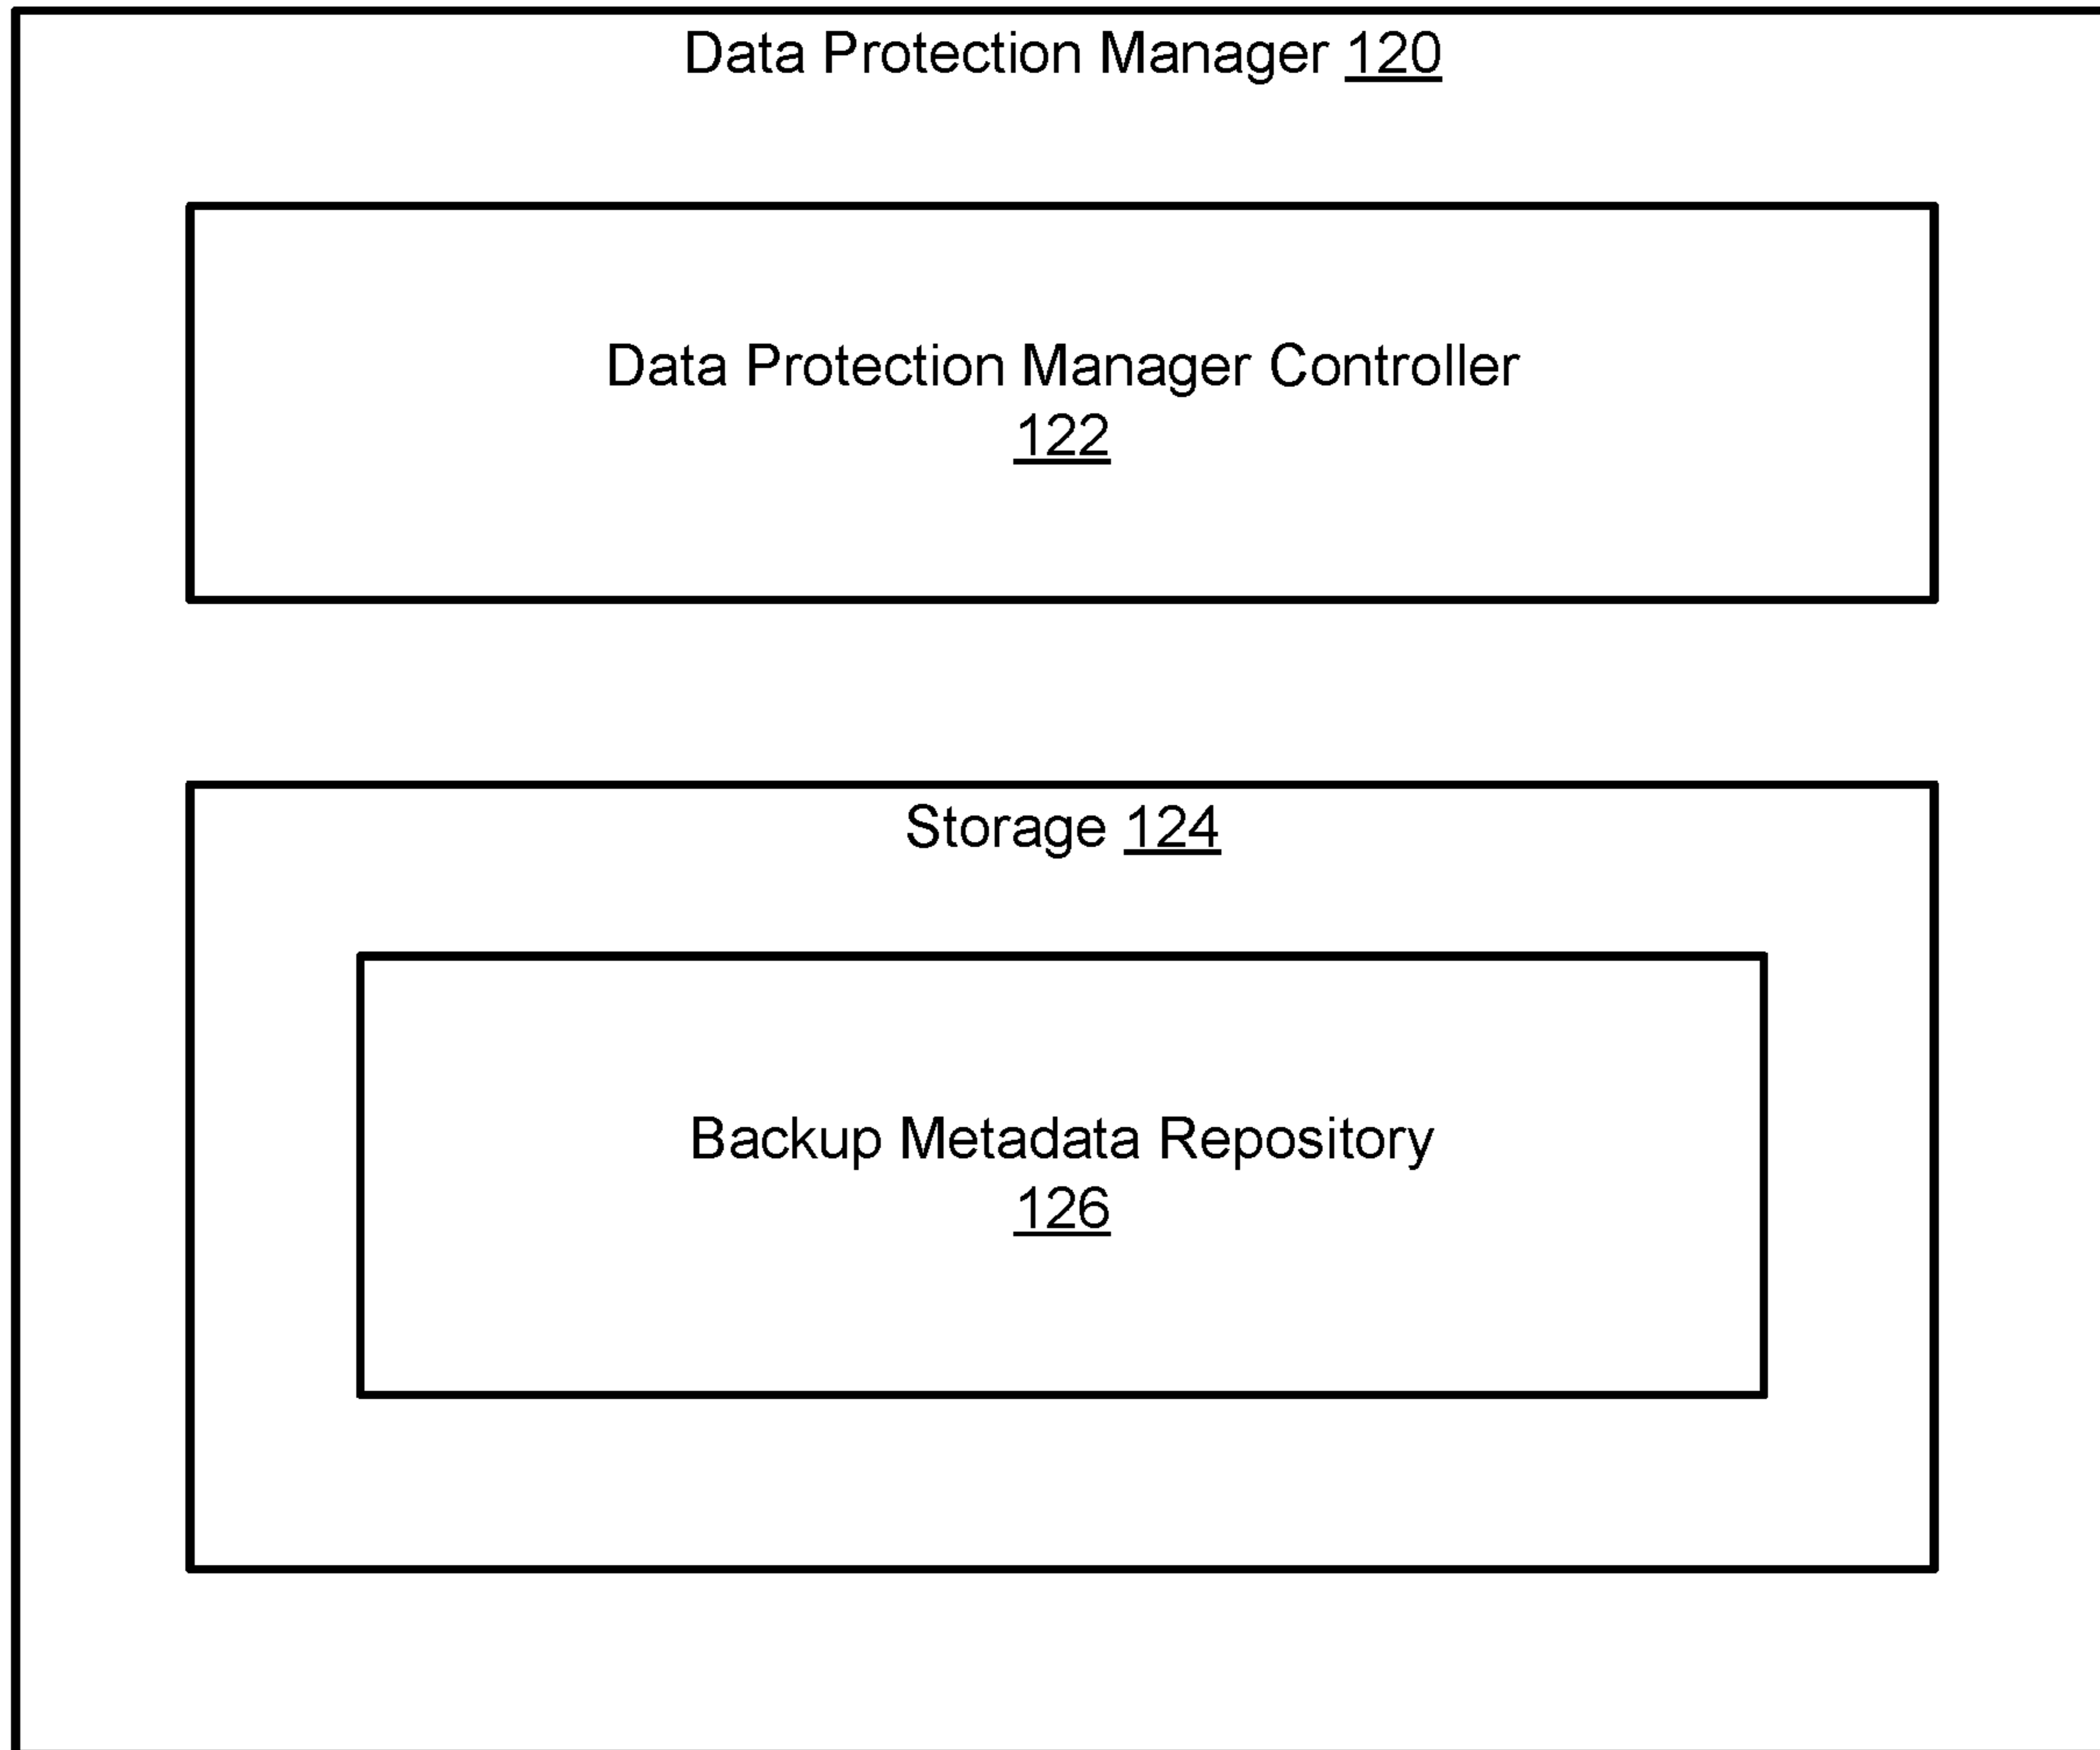 Data Protection Manager 120
Data Protection Manager Controller
122
Storage 124
Backup Metadata Repository
126